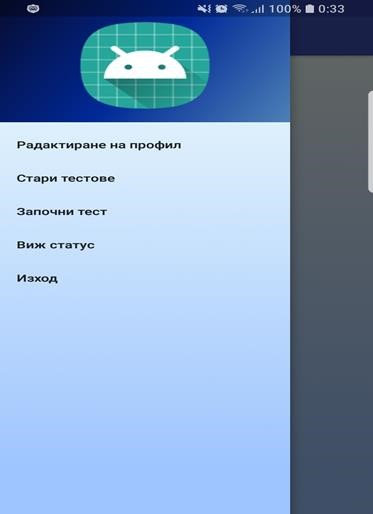 100% 0:33
Радактиране на профил
Стари тестове
Започни тест
Виж статус
Изход